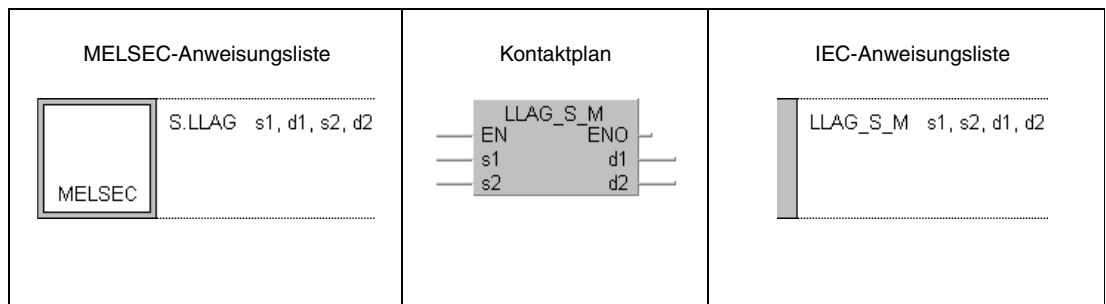 MELSEC-Anweisungsliste
Kontaktplan
IEC-Anweisungsliste
S.LLAG s1, d1, s2, d2
MELSEC
LLAG_S_M
EN ENO
s1 d1
s2 d2
LLAG_S_M s1, s2, d1, d2